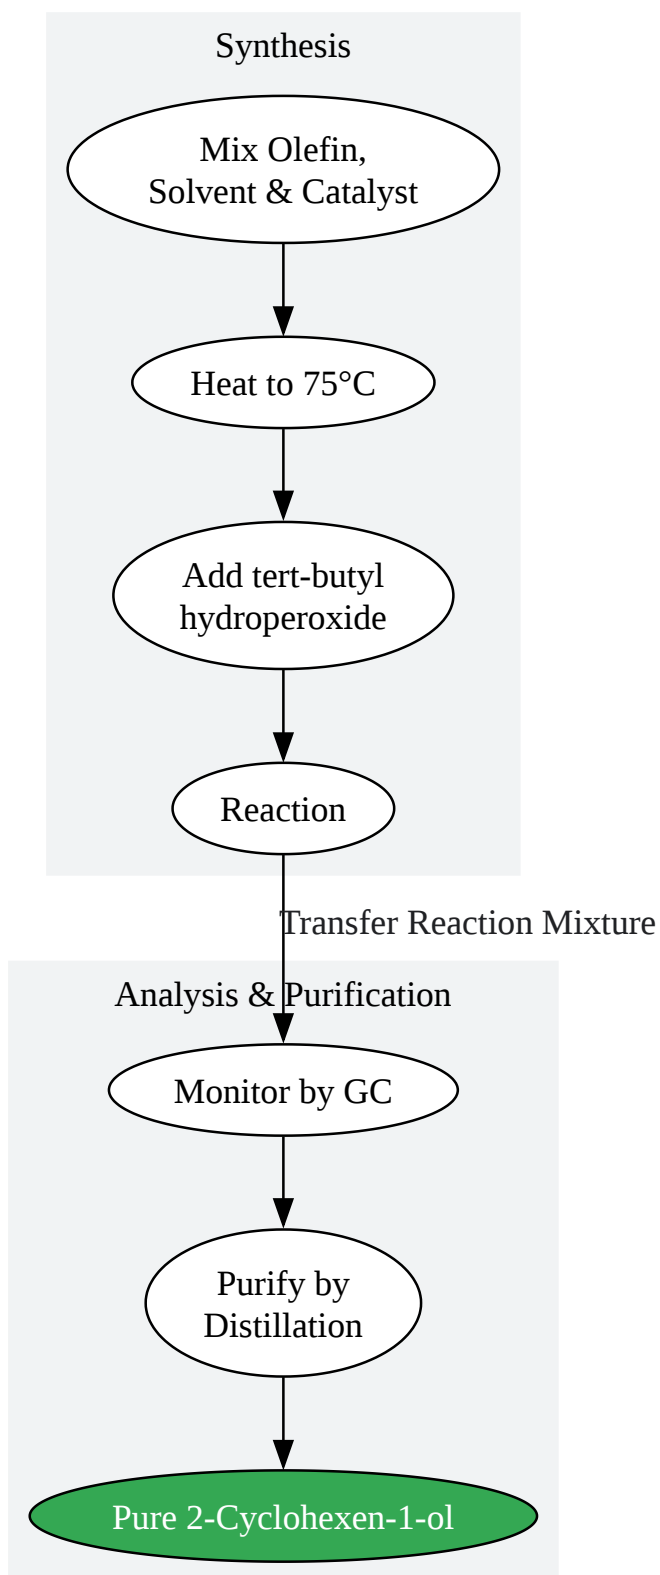 Synthesis
Mix Olefin,
Solvent & Catalyst
Heat to 75°C
Add tert-butyl
hydroperoxide
Reaction
Transfer Reaction Mixture
Analysis & Purification
Monitor by GC
Purify by
Distillation
Pure 2-Cyclohexen-1-ol